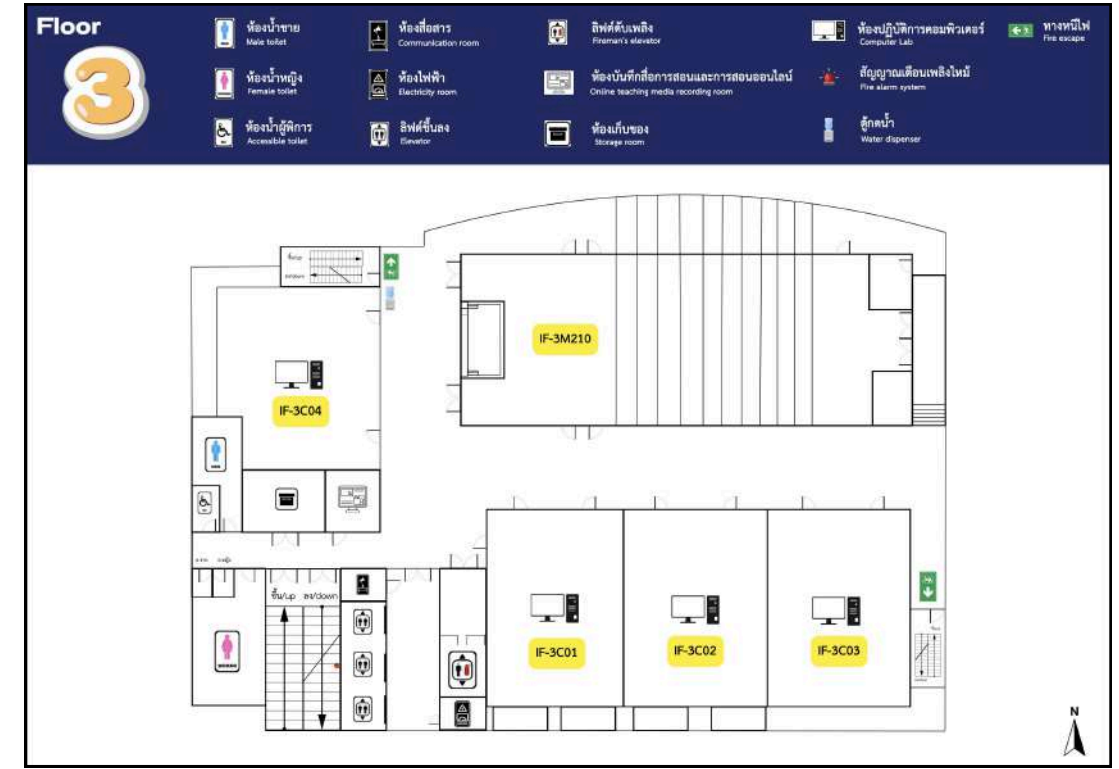 Floor
3
ห้องน้ำชาย
Male toilet
ห้องน้ำหญิง
Female toilet
ห้องน้ำผู้พิการ
Accessible toilet
ห้องสื่อสาร
Communication room
ห้องไฟฟ้า
Electricity room
ลิฟต์ขึ้นลง
Elevator
ลิฟต์ดับเพลิง
Fireman's elevator
ห้องบันทึกสื่อการสอนและการสอนออนไลน์
Online teaching media recording room
ห้องเก็บของ
Storage room
ห้องปฏิบัติการคอมพิวเตอร์
Computer Lab
สัญญาณเตือนเพลิงไหม้
Fire alarm system
ตู้กดน้ำ
Water dispenser
ทางหนีไฟ
Fire escape
IF-3M210
IF-3C04
ขึ้น/up ลง/down
IF-3C01
IF-3C02
IF-3C03
N